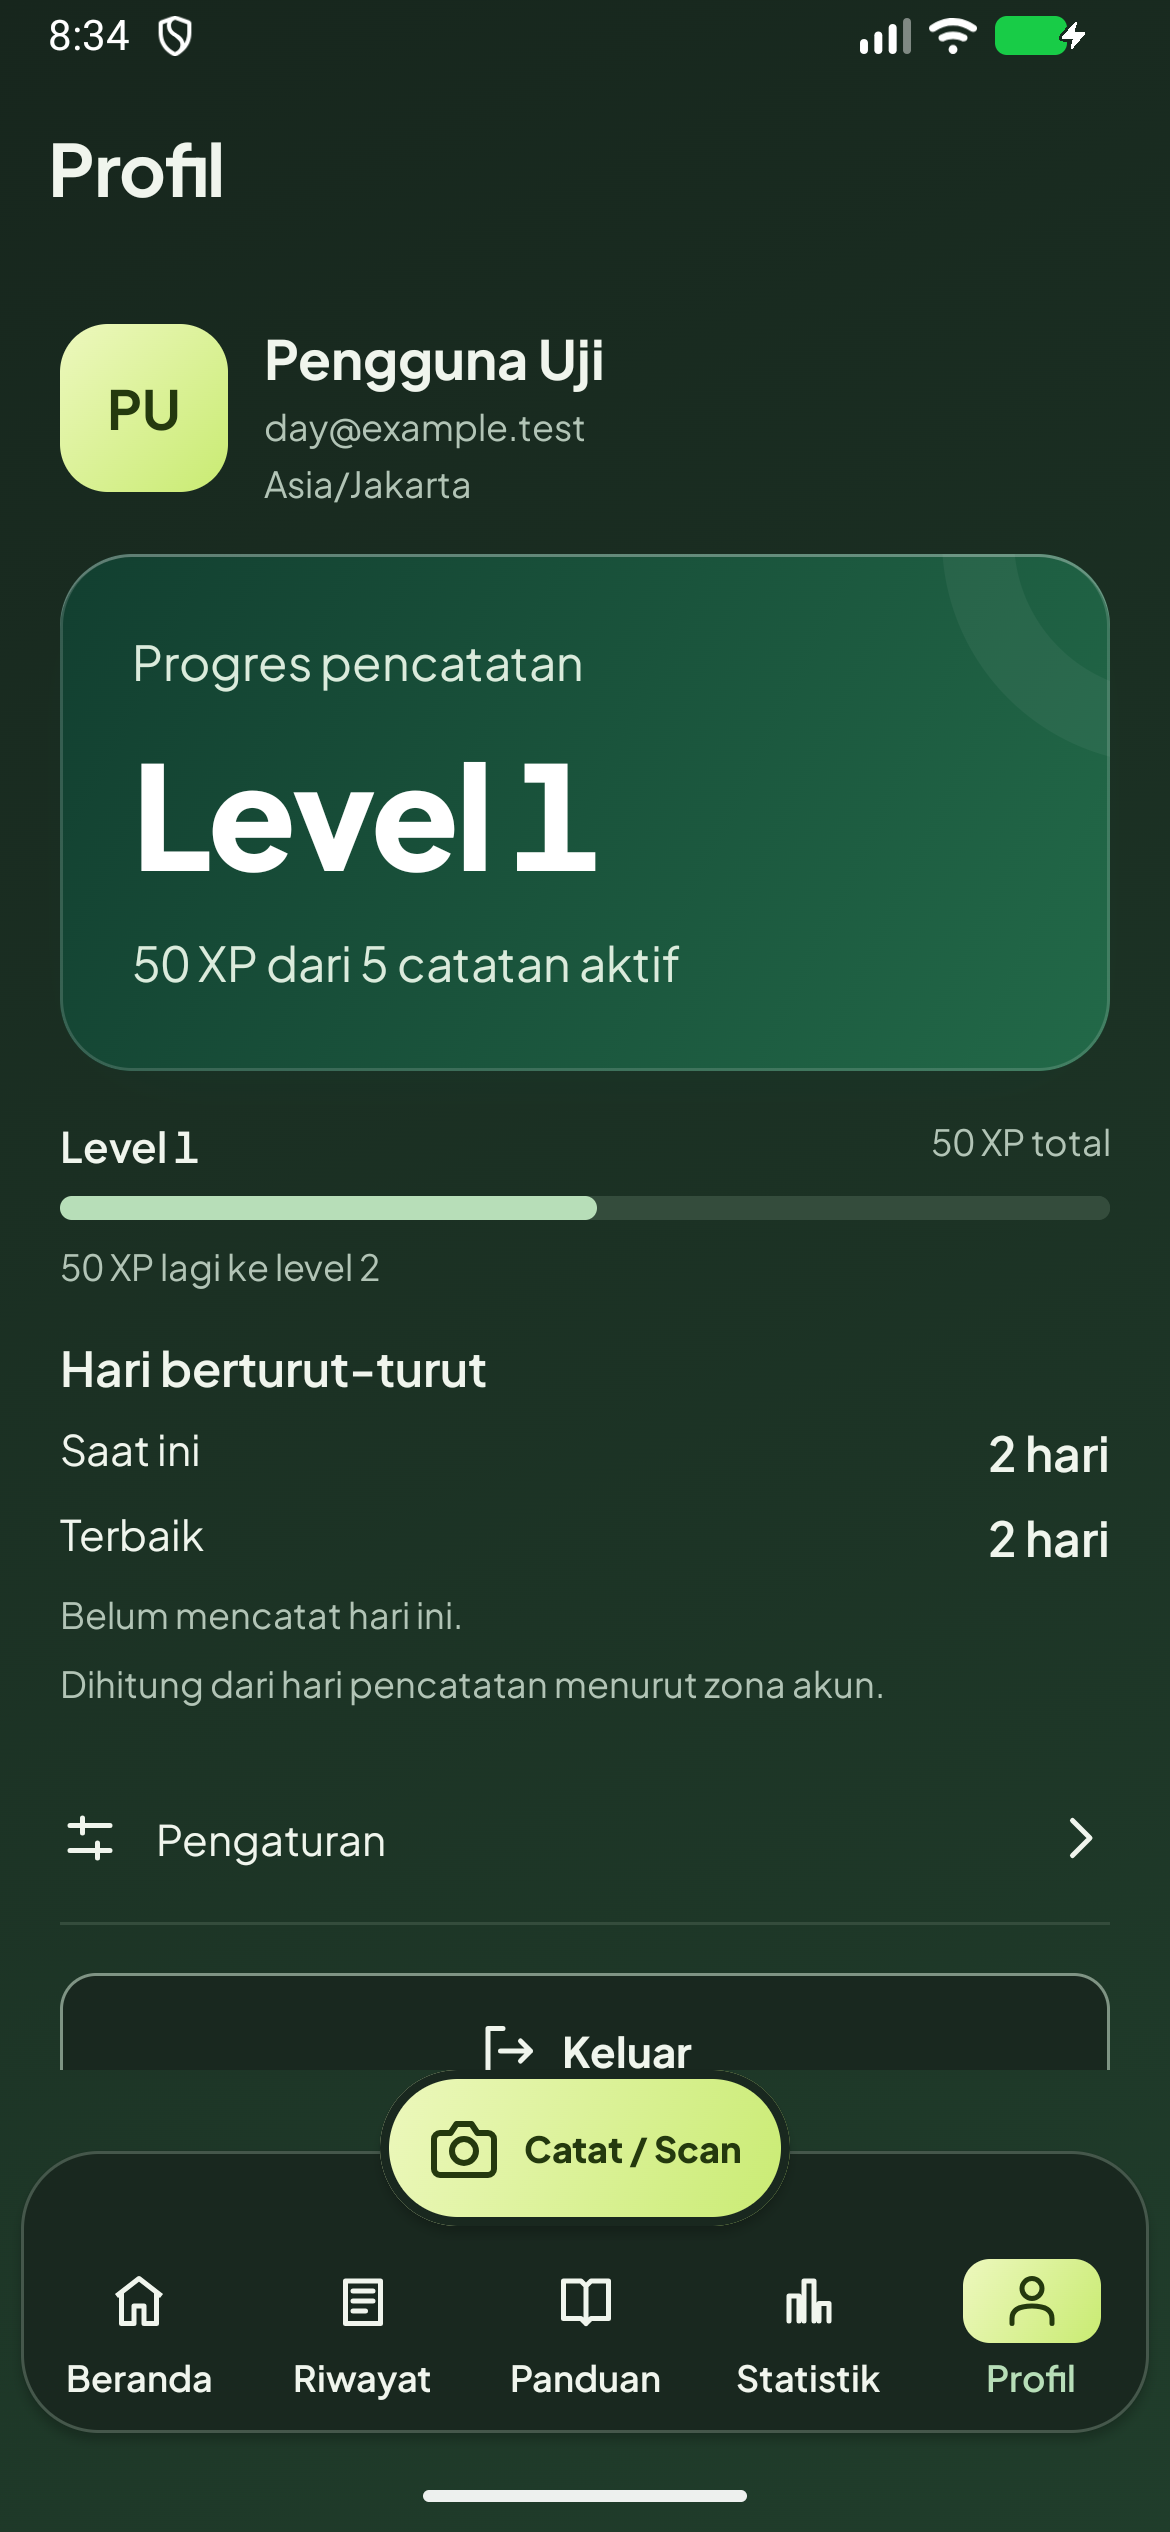 8:34
Profil
PU
Pengguna Uji
day@example.test
Asia/Jakarta
Progres pencatatan
Level 1
50 XP dari 5 catatan aktif
Level 1
50 XP total
50 XP lagi ke level 2
Hari berturut-turut
Saat ini
2 hari
Terbaik
2 hari
Belum mencatat hari ini.
Dihitung dari hari pencatatan menurut zona akun.
Pengaturan
Keluar
Catat / Scan
Beranda
Riwayat
Panduan
Statistik
Profil